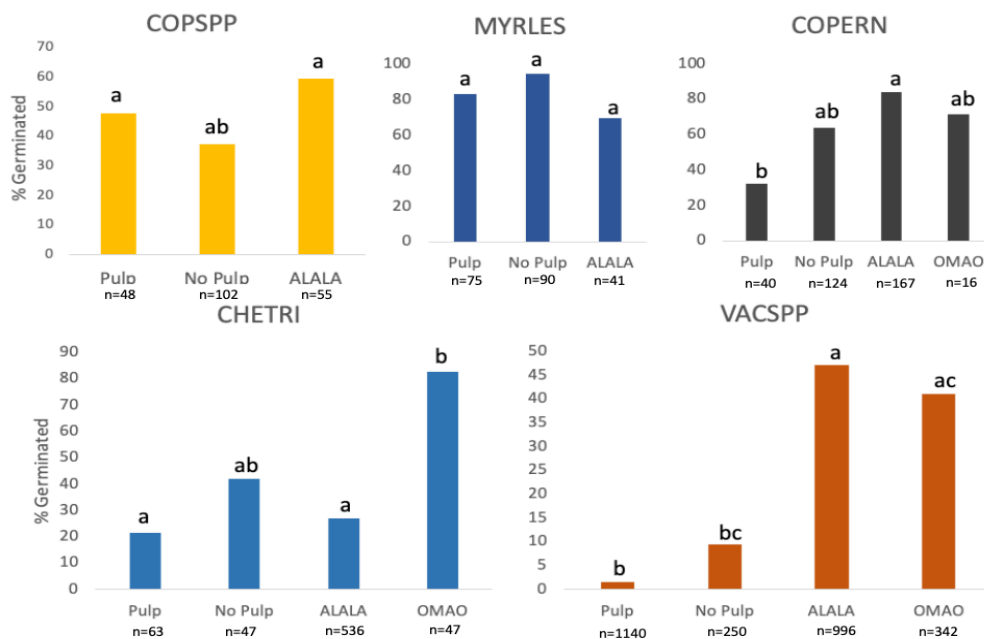 COPSPP
% Germinated
70
60
50
40
30
20
10
0
a
ab
a
Pulp
No Pulp
ALALA
n=48
n=102
n=55
MYRLES
100
80
60
40
20
0
a
a
a
Pulp
No Pulp
ALALA
n=75
n=90
n=41
COPERN
100
80
60
40
20
0
b
ab
a
ab
Pulp
No Pulp
ALALA
OMAO
n=40
n=124
n=167
n=16
CHETRI
% Germinated
90
80
70
60
50
40
30
20
10
0
a
ab
a
b
Pulp
No Pulp
ALALA
OMAO
n=63
n=47
n=536
n=47
VACSPP
50
45
40
35
30
25
20
15
10
5
0
b
bc
a
ac
Pulp
No Pulp
ALALA
OMAO
n=1140
n=250
n=996
n=342